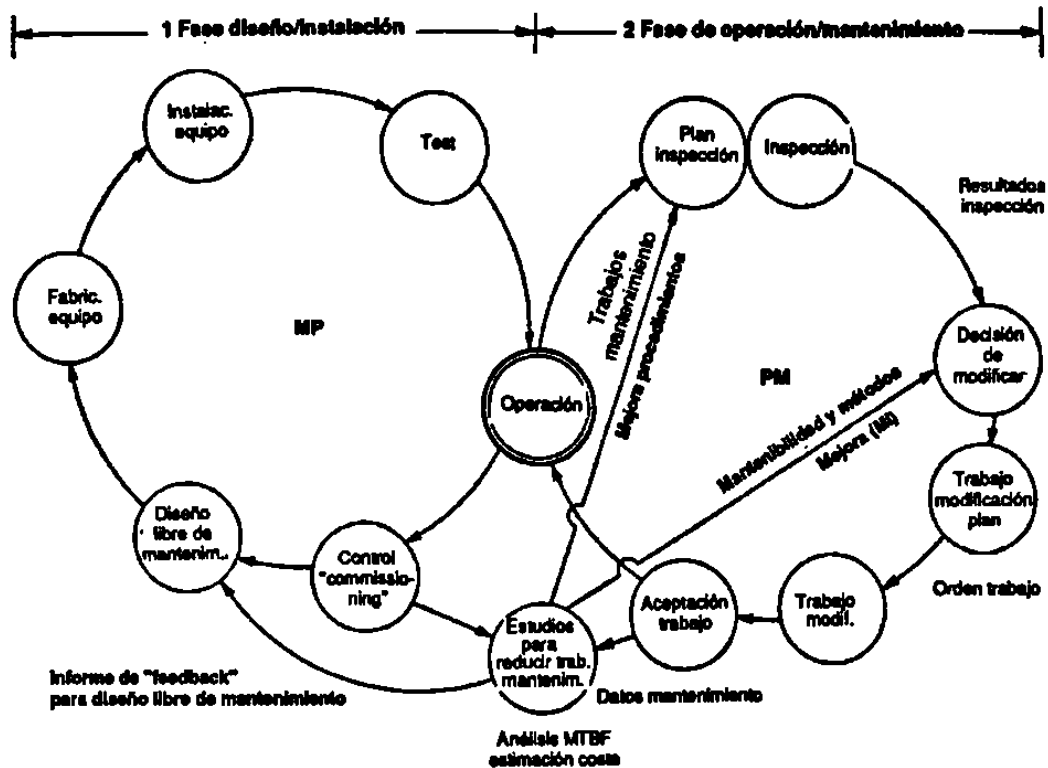 1 Fase diseño/instalación
2 Fase de operación/mantenimiento
Instalac.
equipo
Test
Plan
inspección
Inspección
Resultados
inspección
Fabric.
equipo
MP
Trabajos
mantenimiento
Mejora procedimientos
PM
Decisión
de
modificar
Operación
Mantenibilidad y métodos
Mejora (MI)
Trabajo
modificación
plan
Diseño
libre de
mantenim..
Control
"commissio-
ning"
Orden trabajo
Aceptación
trabajo
Trabajo
modif.
Estudios
para
reducir trab.
mantenim.
Informe de "feedback"
para diseño libre de mantenimiento
Datos mantenimiento
Análisis MTBF
estimación coste